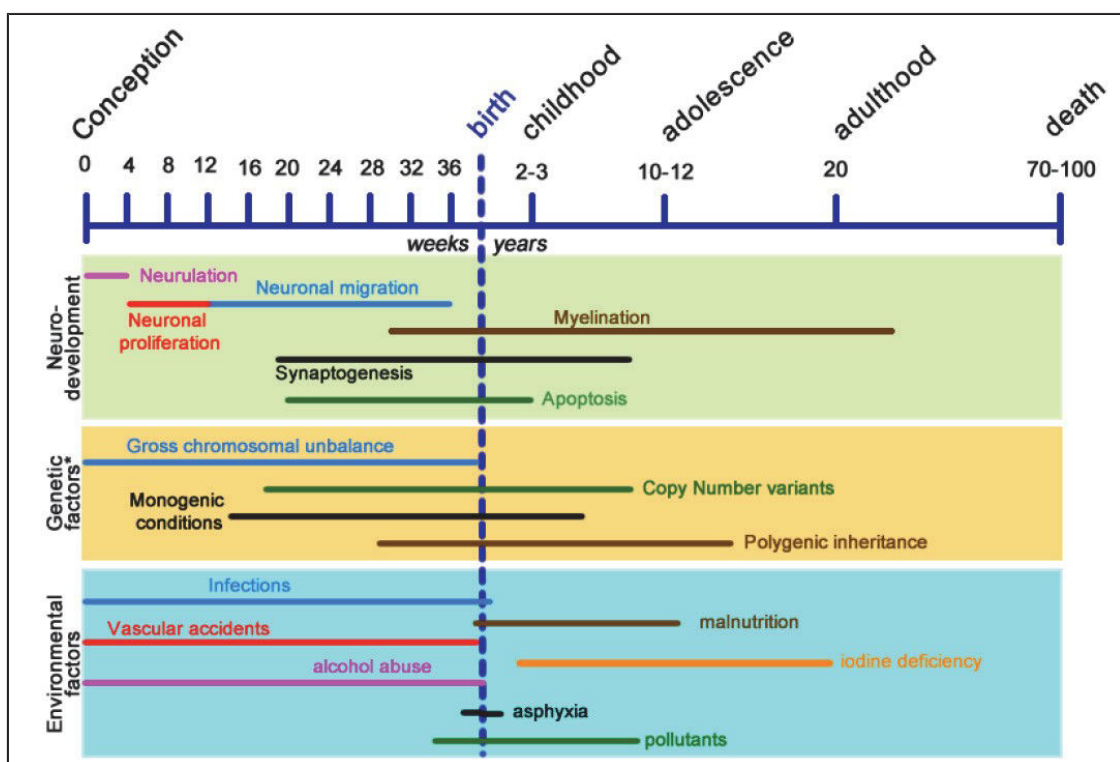 Conception
birth
childhood
adolescence
adulthood
death
0 4 8 12 16 20 24 28 32 36 2-3 10-12 20 70-100
weeks years
Neuro-
development
Neurulation
Neuronal migration
Neuronal
proliferation
Myelination
Synaptogenesis
Apoptosis
Genetic
factors*
Gross chromosomal unbalance
Copy Number variants
Monogenic
conditions
Polygenic inheritance
Environmental
factors
Infections
malnutrition
Vascular accidents
iodine deficiency
alcohol abuse
asphyxia
pollutants